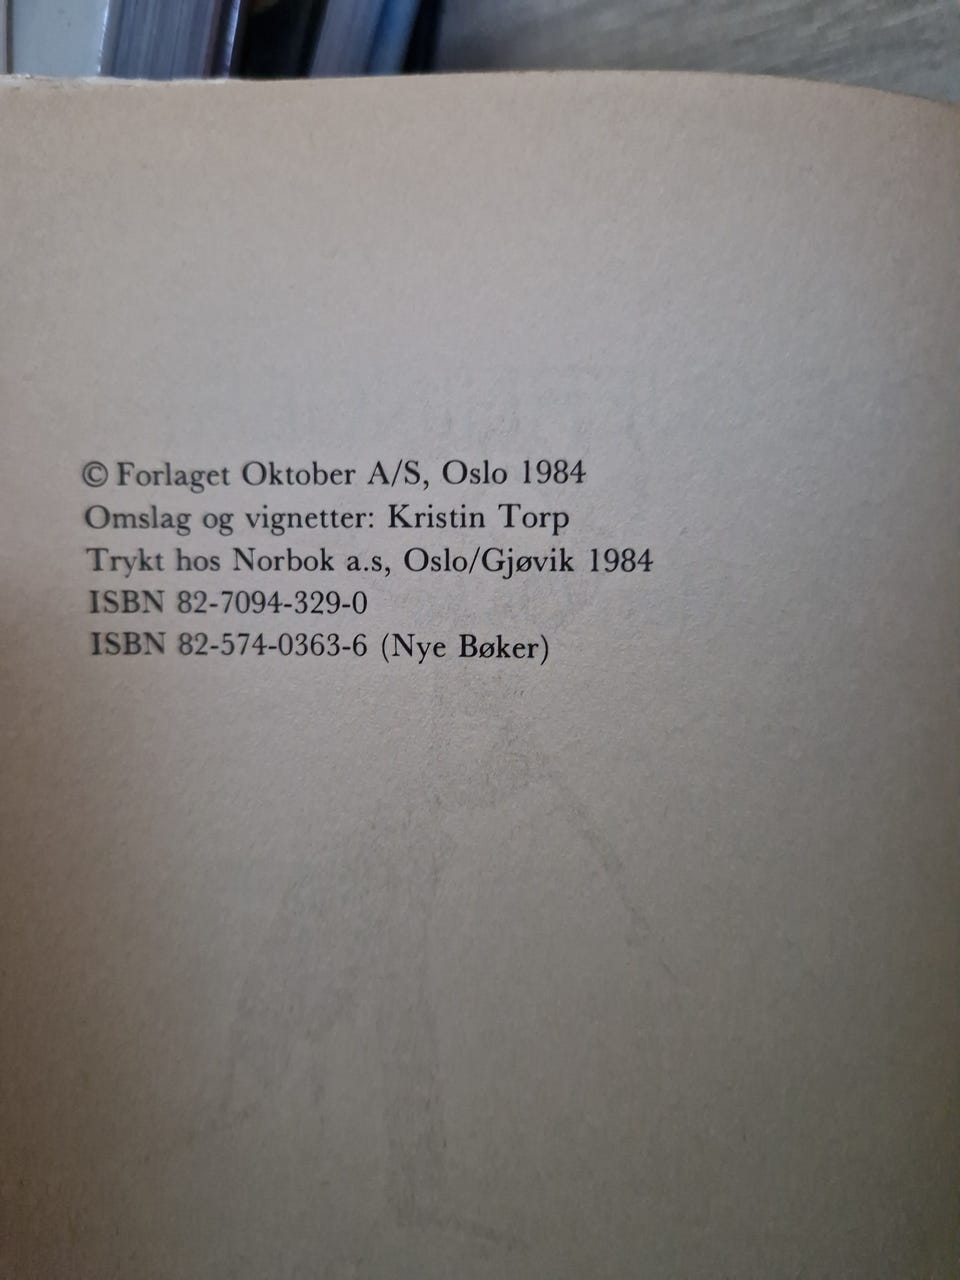 © Forlaget Oktober A/S, Oslo 1984
Omslag og vignetter: Kristin Torp
Trykt hos Norbok a.s, Oslo/Gjøvik 1984
ISBN 82-7094-329-0
ISBN 82-574-0363-6 (Nye Bøker)